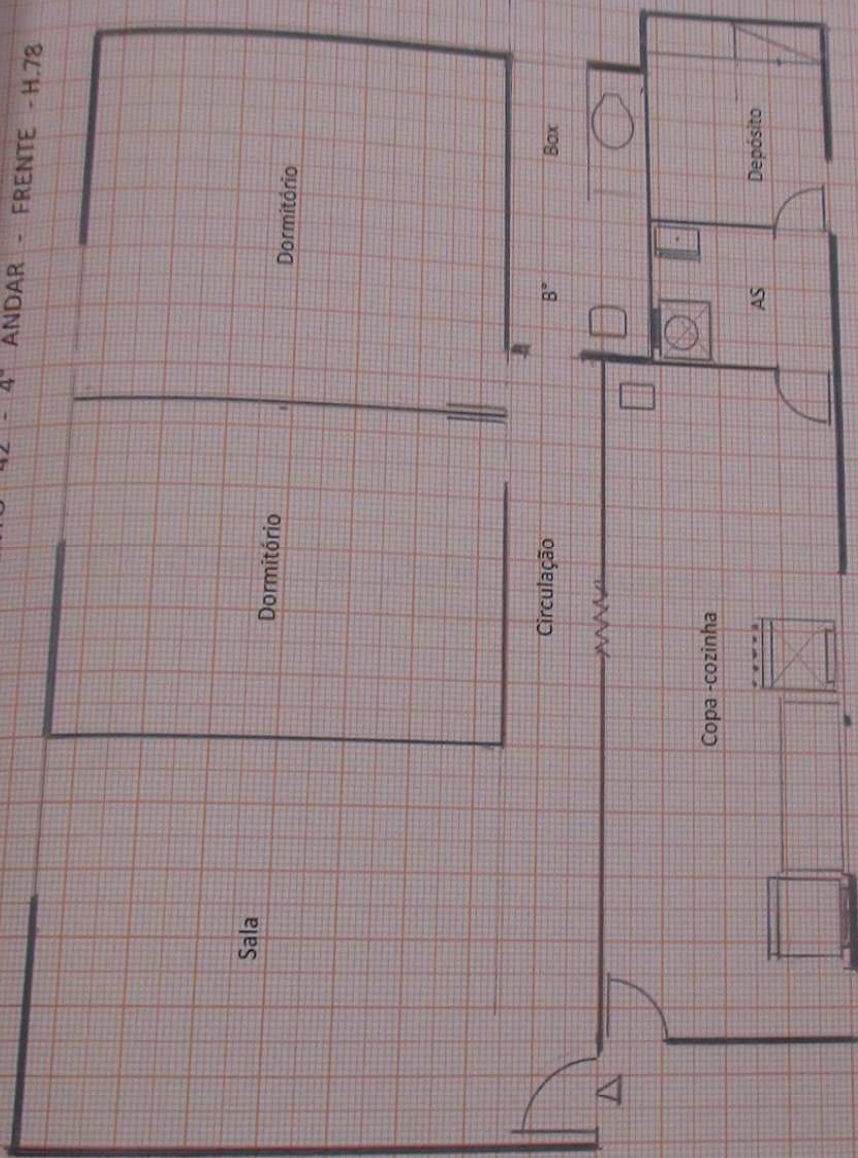 42 - 4° ANDAR - FRENTE - H.78
Dormitório
Dormitório
Sala
Box
B°
Circulação
Depósito
AS
Copa -cozinha